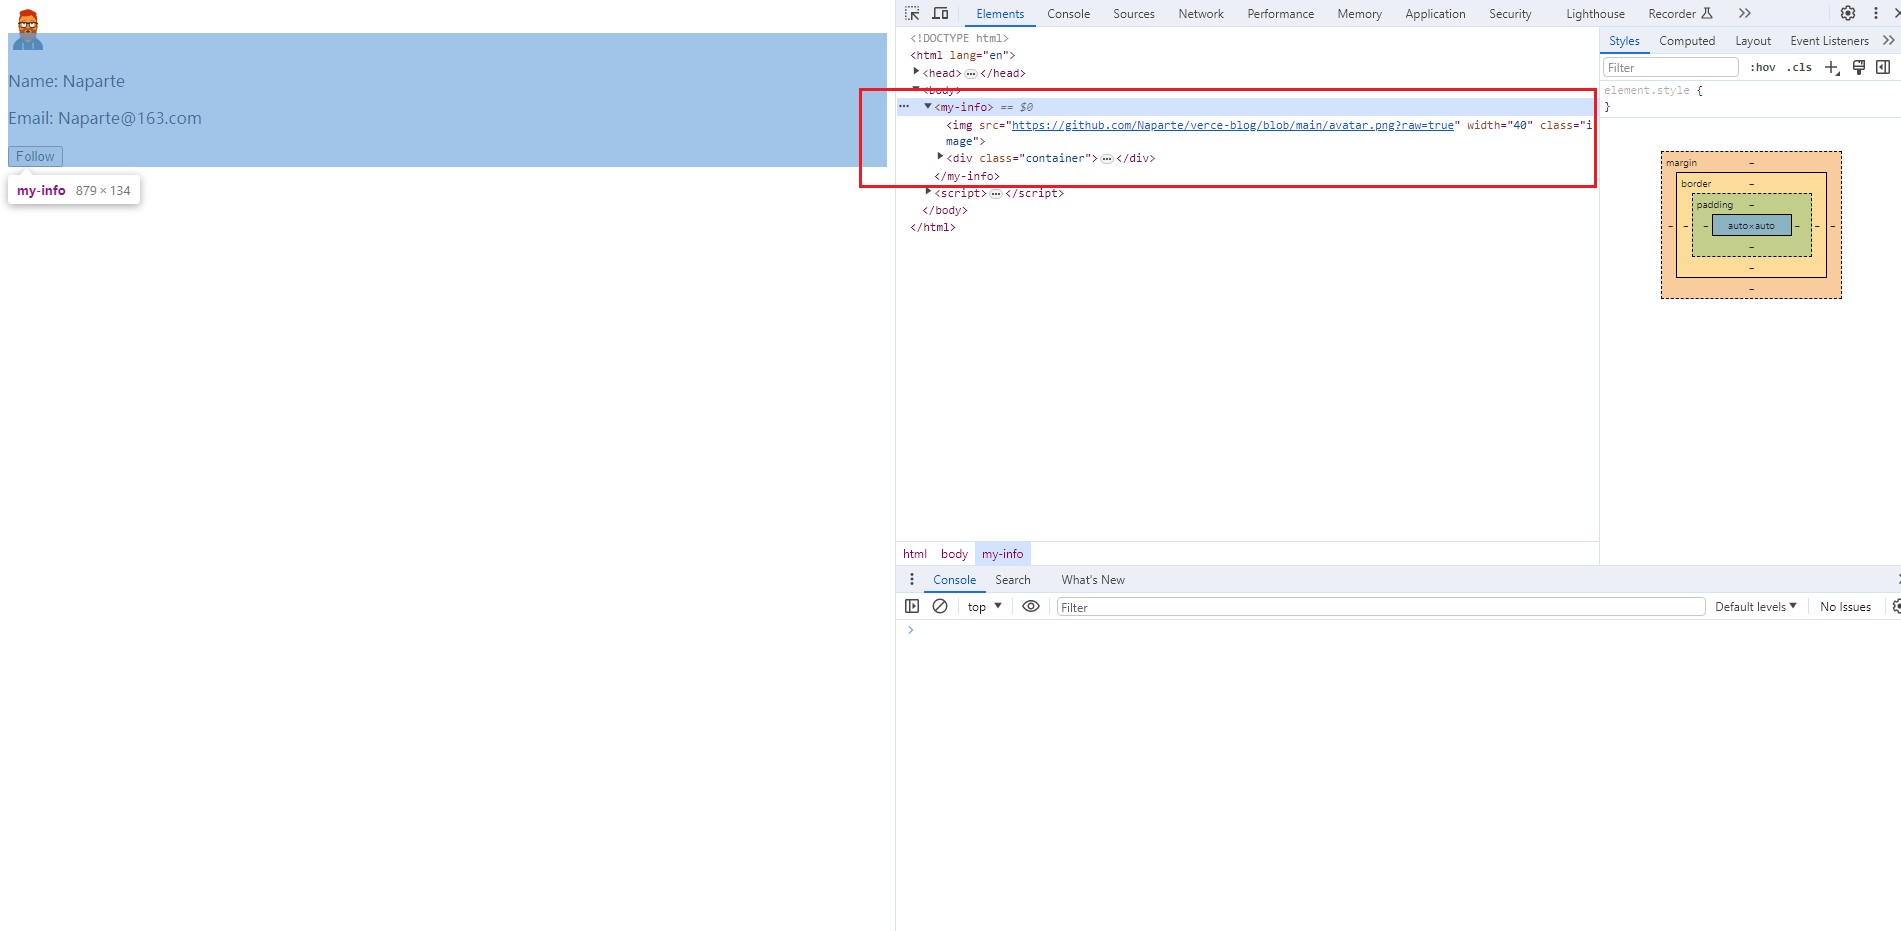 Name: Naparte
Email: Naparte@163.com
Follow
my-info 879 × 134
Elements Console Sources Network Performance Memory Application Security Lighthouse Recorder
<!DOCTYPE html>
<html lang="en">
<head> ••• </head>
<body>
••• <my-info> == $0
<img src="https://github.com/Naparte/verce-blog/blob/main/avatar.png?raw=true" width="40" class="i
mage">
<div class="container"> ••• </div>
</my-info>
<script> ••• </script>
</body>
</html>
html body my-info
Styles Computed Layout Event Listeners
Filter :hov .cls
element.style {
}
margin –
border –
padding –
– – – auto×auto – – –
–
–
–
Console Search What's New
top Filter Default levels No Issues